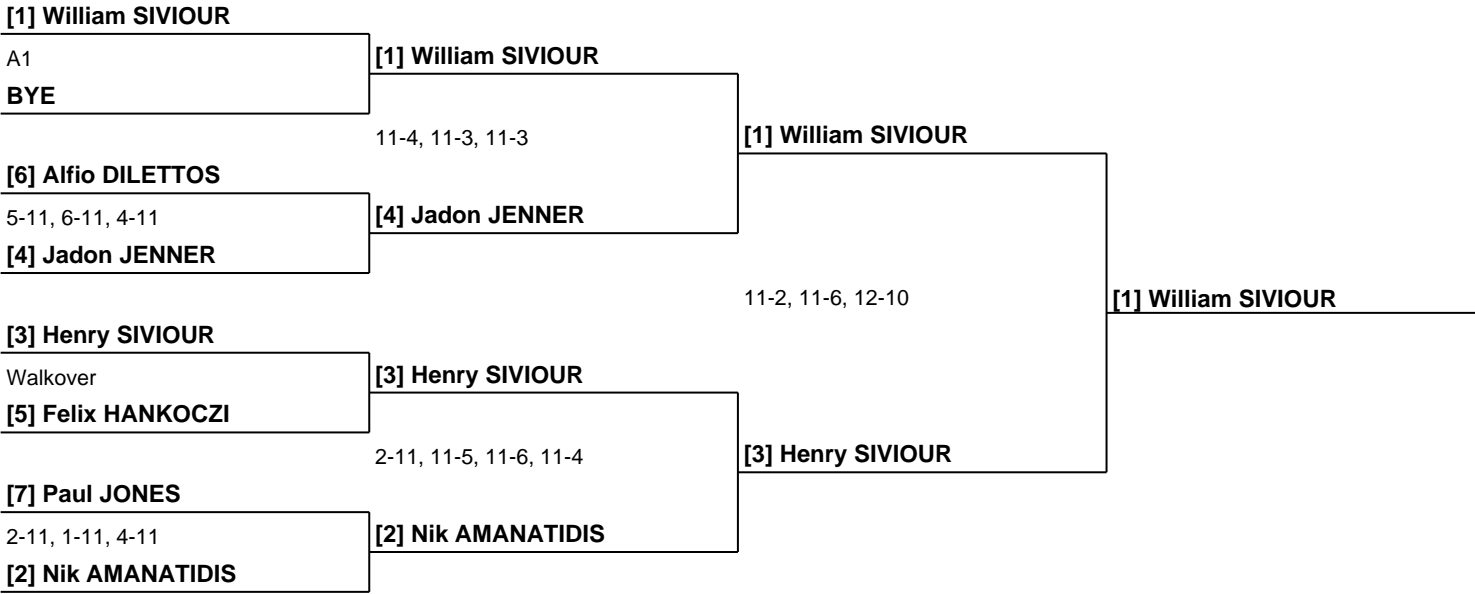 [1] William SIVIOUR
A1
BYE
[1] William SIVIOUR
11-4, 11-3, 11-3
[6] Alfio DILETTOS
5-11, 6-11, 4-11
[4] Jadon JENNER
[4] Jadon JENNER
[1] William SIVIOUR
11-2, 11-6, 12-10
[1] William SIVIOUR
[3] Henry SIVIOUR
Walkover
[5] Felix HANKOCZI
[3] Henry SIVIOUR
2-11, 11-5, 11-6, 11-4
[3] Henry SIVIOUR
[7] Paul JONES
2-11, 1-11, 4-11
[2] Nik AMANATIDIS
[2] Nik AMANATIDIS